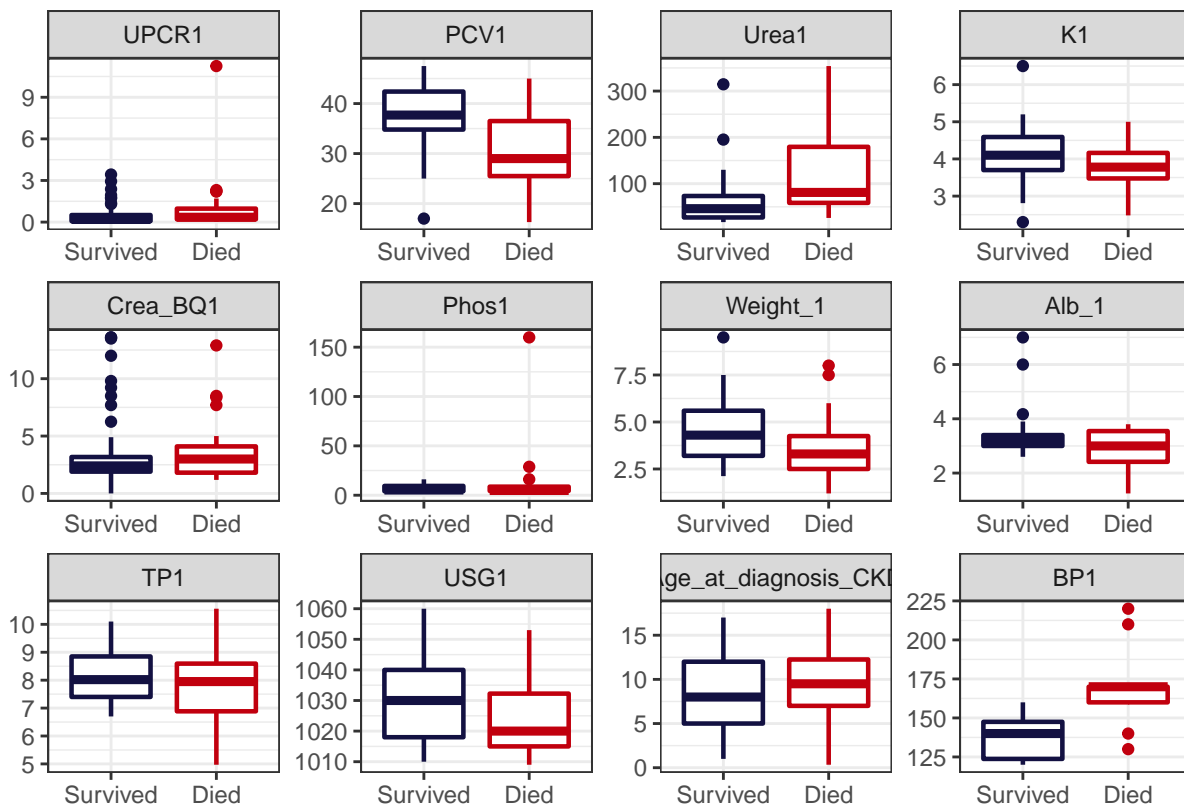 UPCR1
PCV1
Urea1
K1
9
6
3
0
Survived Died
40
30
20
Survived Died
300
200
100
Survived Died
6
5
4
3
Survived Died
Crea_BQ1
Phos1
Weight_1
Alb_1
10
5
0
Survived Died
150
100
50
0
Survived Died
7.5
5.0
2.5
Survived Died
6
4
2
Survived Died
TP1
USG1
Age_at_diagnosis_CKD
BP1
10
9
8
7
6
5
Survived Died
1060
1050
1040
1030
1020
1010
Survived Died
15
10
5
0
Survived Died
225
200
175
150
125
Survived Died